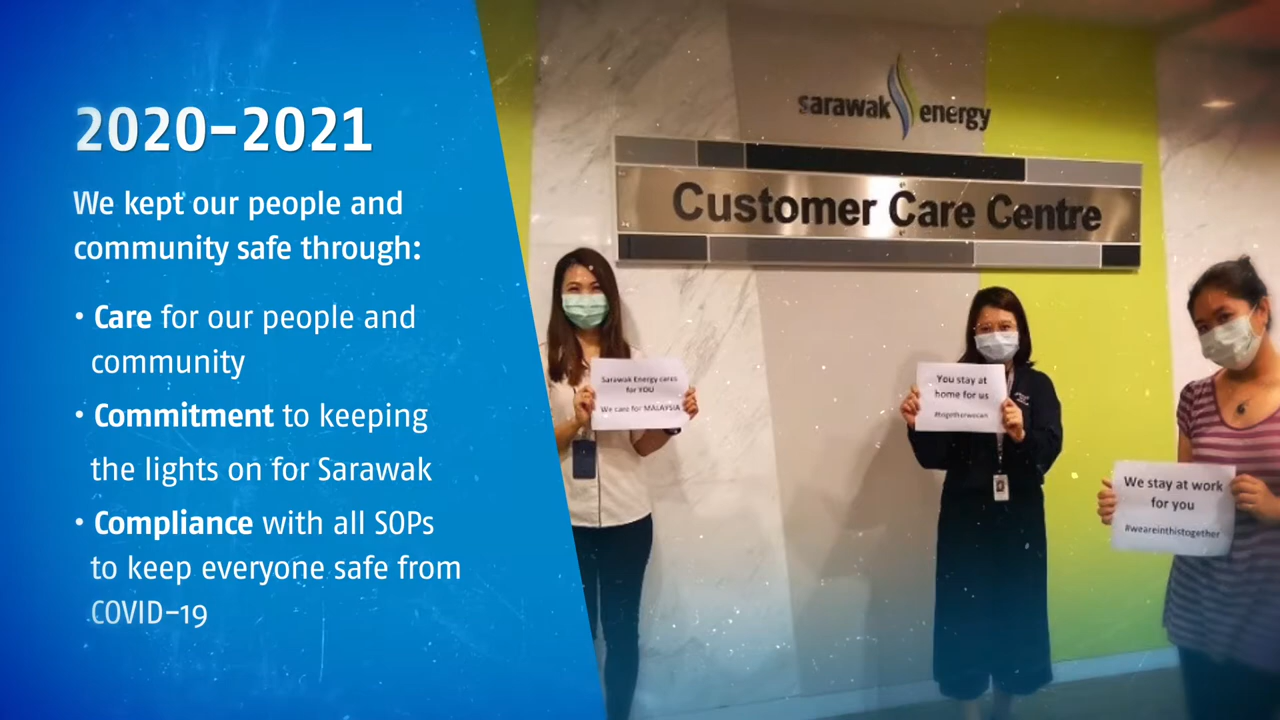 2020–2021
We kept our people and
community safe through:
• Care for our people and
community
• Commitment to keeping
the lights on for Sarawak
• Compliance with all SOPs
to keep everyone safe from
COVID–19
sarawak energy
Customer Care Centre
Sarawak Energy cares
for YOU
We care for MALAYSIA
You stay at
home for us
#togetherwecan
We stay at work
for you
#weareinthistogether